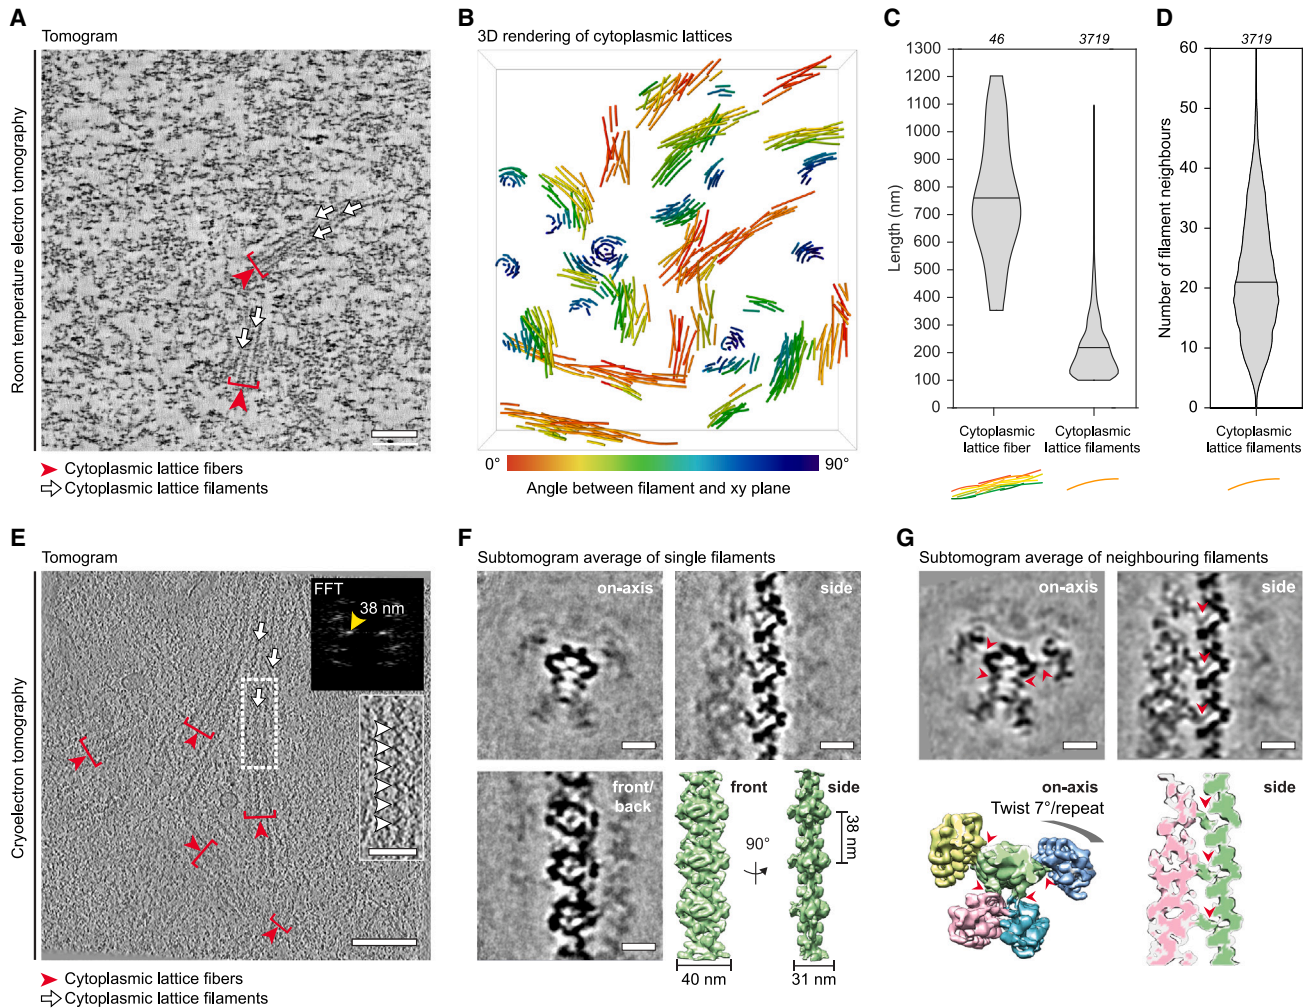 A
Tomogram
Room temperature electron tomography
Cytoplasmic lattice fibers
Cytoplasmic lattice filaments
B
3D rendering of cytoplasmic lattices
0°
90°
Angle between filament and xy plane
C
46
3719
Length (nm)
1300
1200
1100
1000
900
800
700
600
500
400
300
200
100
0
Cytoplasmic
lattice fiber
Cytoplasmic
lattice filaments
D
3719
Number of filament neighbours
60
50
40
30
20
10
0
Cytoplasmic
lattice filaments
E
Tomogram
Cryoelectron tomography
FFT
38 nm
Cytoplasmic lattice fibers
Cytoplasmic lattice filaments
F
Subtomogram average of single filaments
on-axis
side
front/
back
front
side
90°
38 nm
40 nm
31 nm
G
Subtomogram average of neighbouring filaments
on-axis
side
on-axis
Twist 7°/repeat
side